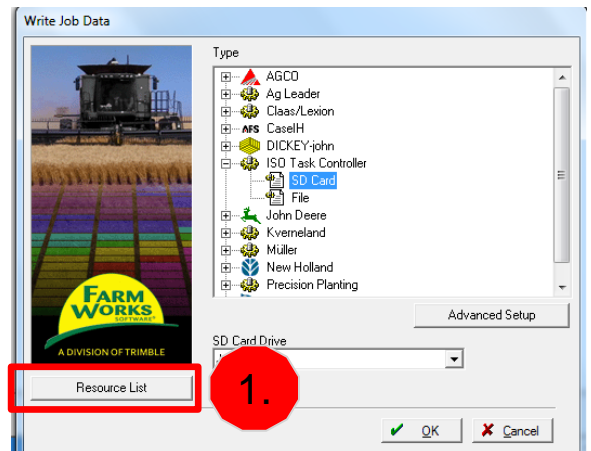 Write Job Data
Type
AGCO
Ag Leader
Claas/Lexion
AFS CaseIH
DICKEY-john
ISO Task Controller
SD Card
File
John Deere
Kverneland
Müller
New Holland
Precision Planting
FARM
WORKS
SOFTWARE®
A DIVISION OF TRIMBLE
Advanced Setup
SD Card Drive
Resource List
1.
OK
Cancel